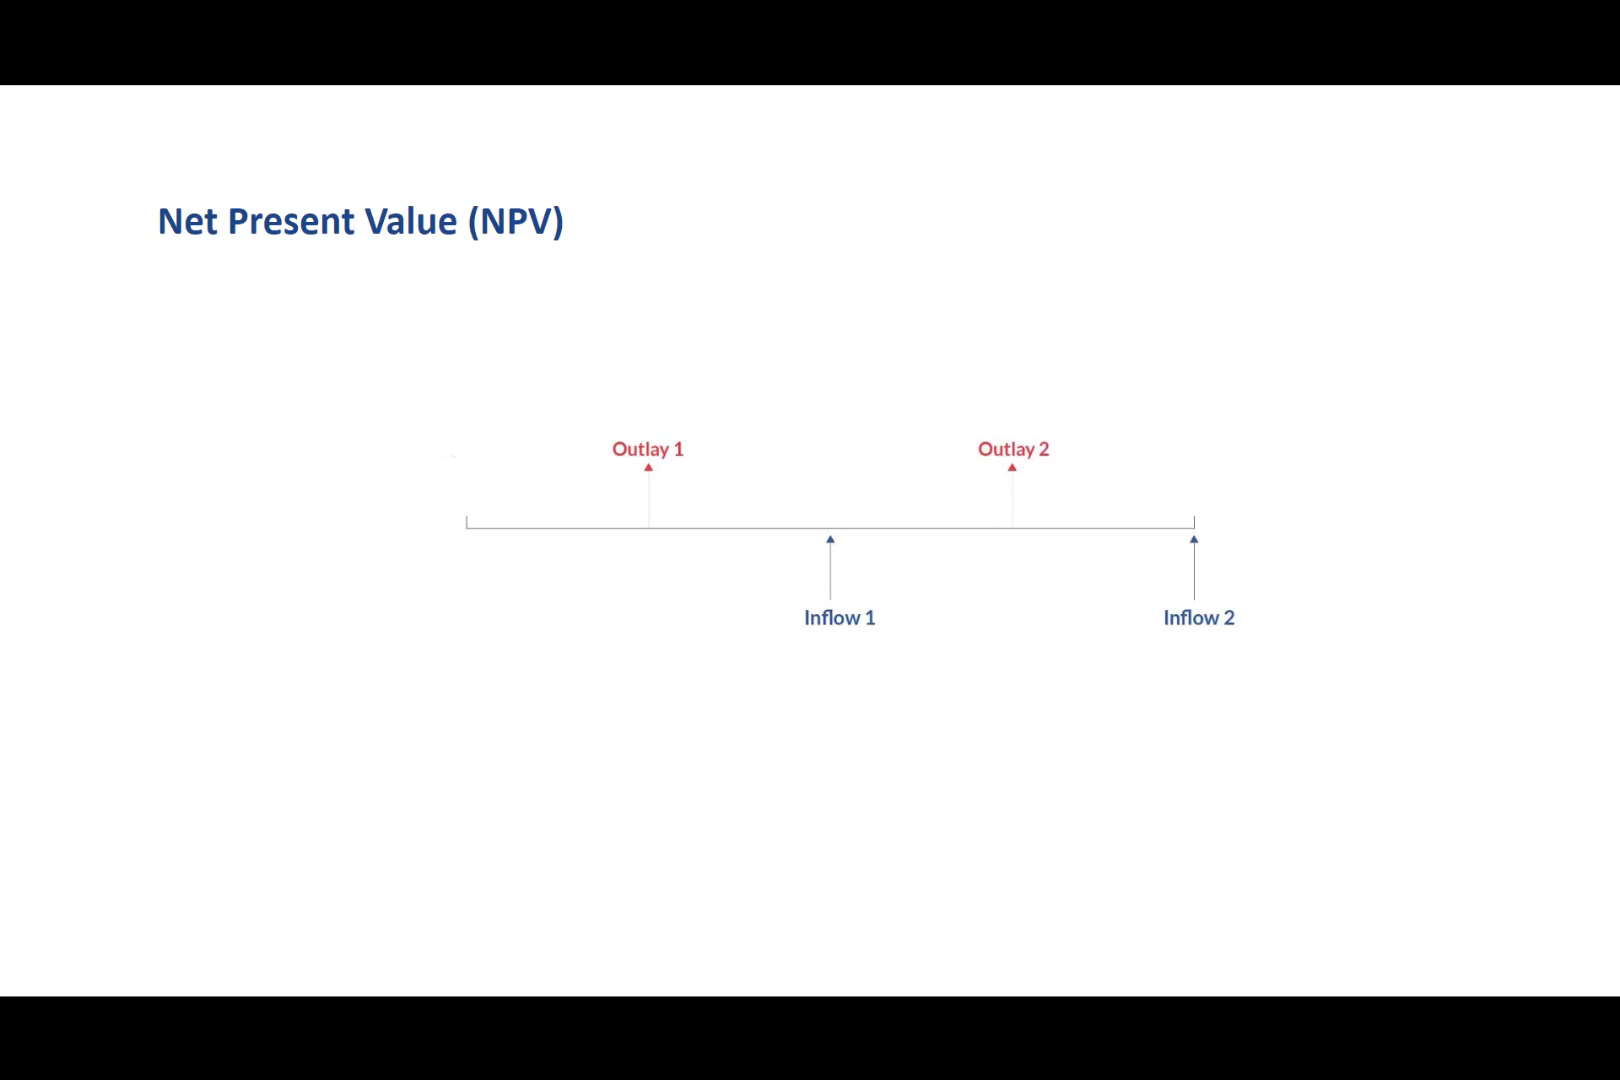 Net Present Value (NPV)
Outlay 1
Outlay 2
Inflow 1
Inflow 2